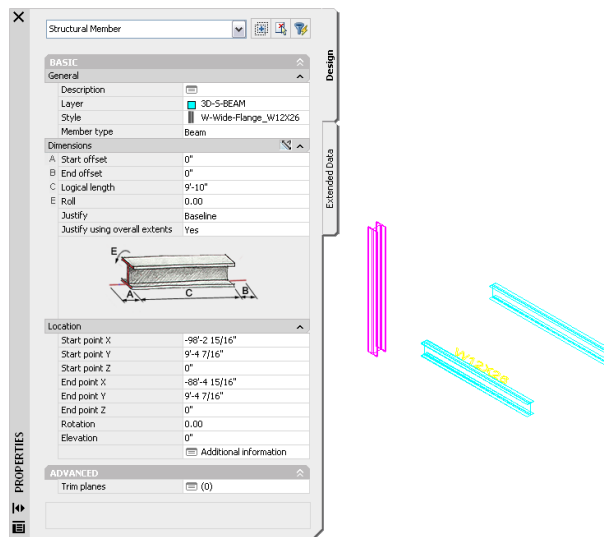 Structural Member
BASIC
General
Description
Layer 3D-S-BEAM
Style W-Wide-Flange_W12X26
Member type Beam
Dimensions
A Start offset 0"
B End offset 0"
C Logical length 9'-10"
E Roll 0.00
Justify Baseline
Justify using overall extents Yes
E
A C B
Location
Start point X -98'-2 15/16"
Start point Y 9'-4 7/16"
Start point Z 0"
End point X -88'-4 15/16"
End point Y 9'-4 7/16"
End point Z 0"
Rotation 0.00
Elevation 0"
Additional information
ADVANCED
Trim planes (0)
PROPERTIES
Design
Extended Data
W12X26